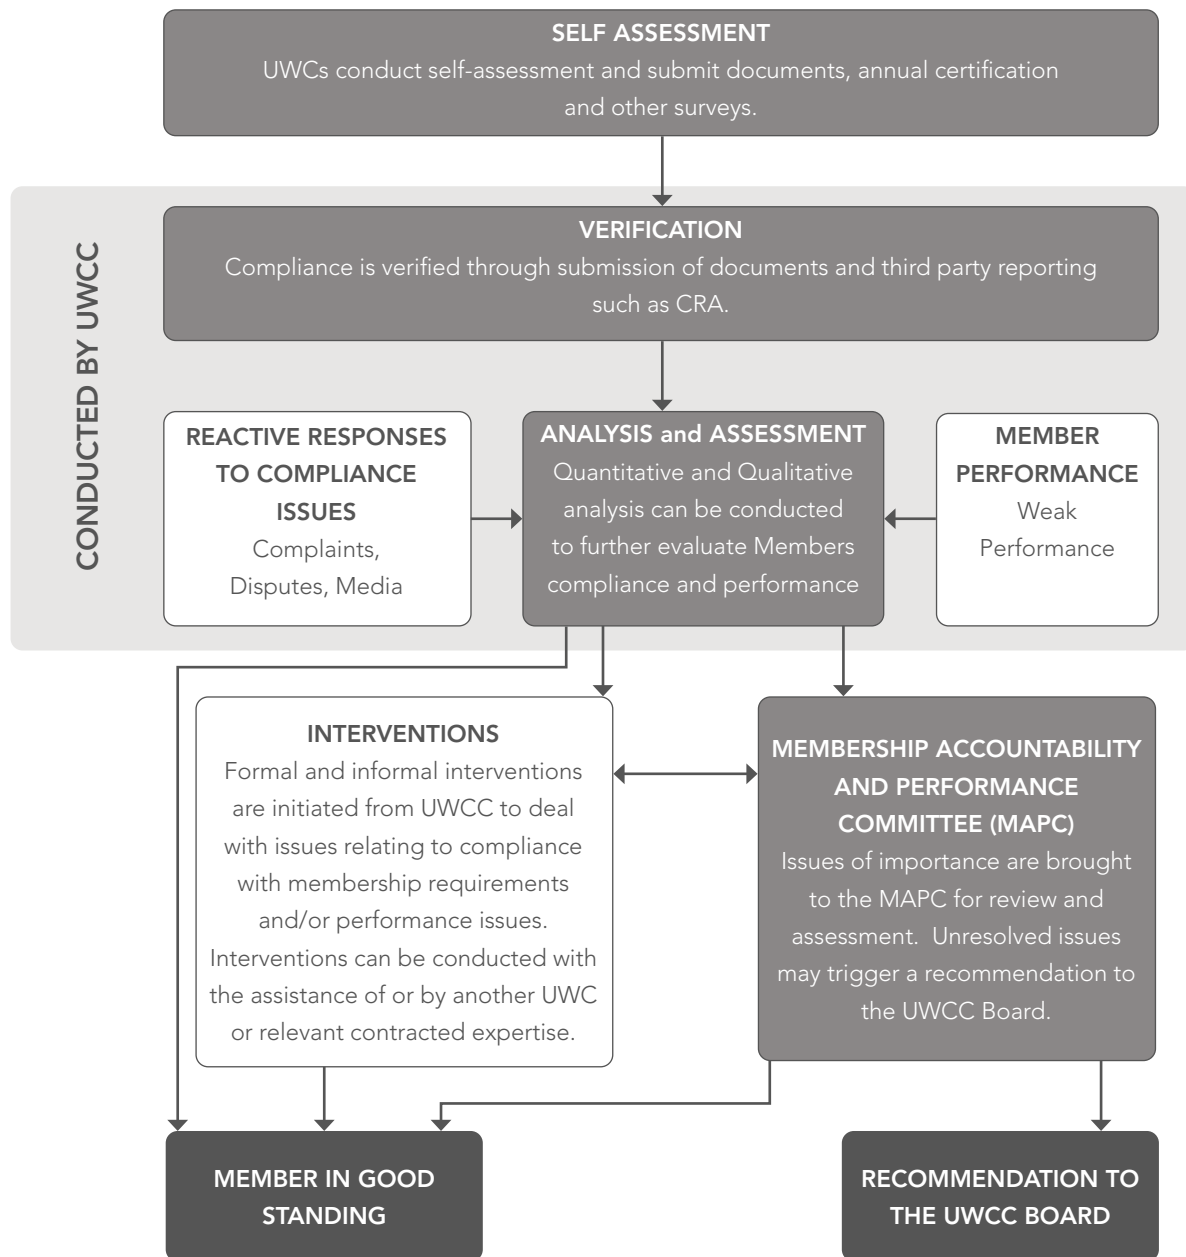 SELF ASSESSMENT
UWCs conduct self-assessment and submit documents, annual certification
and other surveys.
CONDUCTED BY UWCC
VERIFICATION
Compliance is verified through submission of documents and third party reporting
such as CRA.
REACTIVE RESPONSES
TO COMPLIANCE
ISSUES
Complaints,
Disputes, Media
ANALYSIS and ASSESSMENT
Quantitative and Qualitative
analysis can be conducted
to further evaluate Members
compliance and performance
MEMBER
PERFORMANCE
Weak
Performance
INTERVENTIONS
Formal and informal interventions
are initiated from UWCC to deal
with issues relating to compliance
with membership requirements
and/or performance issues.
Interventions can be conducted with
the assistance of or by another UWC
or relevant contracted expertise.
MEMBERSHIP ACCOUNTABILITY
AND PERFORMANCE
COMMITTEE (MAPC)
Issues of importance are brought
to the MAPC for review and
assessment.  Unresolved issues
may trigger a recommendation to
the UWCC Board.
MEMBER IN GOOD
STANDING
RECOMMENDATION TO
THE UWCC BOARD